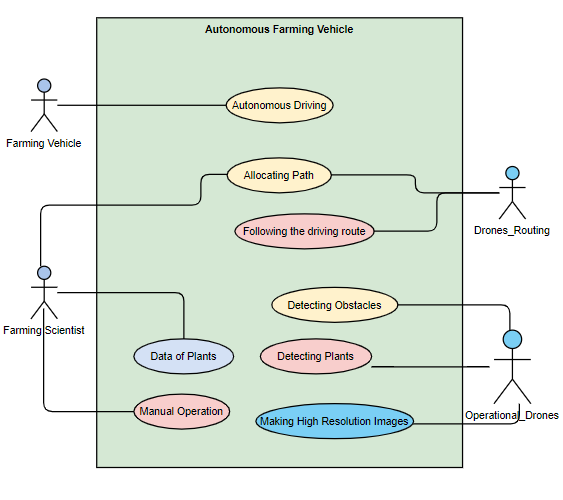 Autonomous Farming Vehicle
Autonomous Driving
Farming Vehicle
Allocating Path
Following the driving route
Drones_Routing
Detecting Obstacles
Farming Scientist
Data of Plants
Detecting Plants
Manual Operation
Making High Resolution Images
Operational_Drones